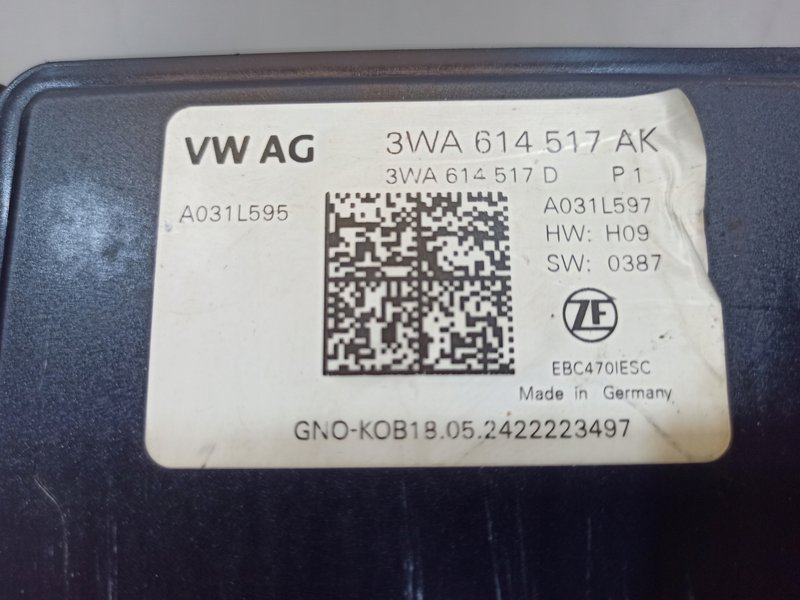 VW AG 3WA 614 517 AK
3WA 614 517 D P 1
A031L595 A031L597
HW: H09
SW: 0387
ZF
EBC470IESC
Made in Germany
GNO-KOB18.05.2422223497